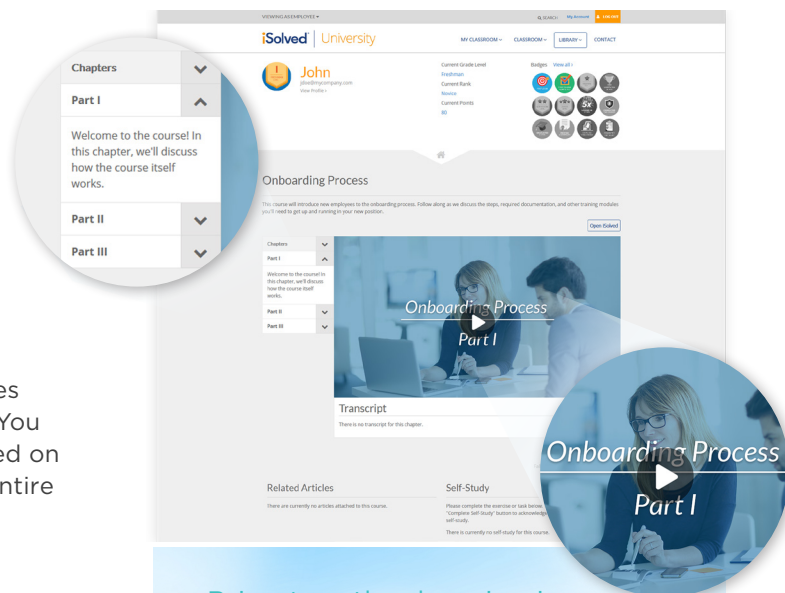 VIEWING AS EMPLOYEE
SEARCH My Account
iSolved University
MY CLASSROOM CLASSROOM LIBRARY CONTACT
John
View Profile >
Current Grade Level
Freshman
Current Rank
Novice
Current Points
80
Badges View all >
5x
Chapters
Part I
Welcome to the course! In
this chapter, we'll discuss
how the course itself
works.
Part II
Part III
Onboarding Process
This course will introduce new employees to the onboarding process. Follow along as we discuss the steps, required documentation, and other training modules
you'll need to get up and running in your new position.
Open iSolved
Chapters
Part I
Welcome to the course! In
this chapter, we'll discuss
how the course itself
works.
Part II
Part III
Onboarding Process
Part I
Transcript
There is no transcript for this chapter.
es
You
ed on
ntire
Onboarding Process
Part I
Related Articles
There are currently no articles attached to this course.
Self-Study
Please complete the exercise or task below.
"Complete Self-Study" button to acknowledge
self-study.
There is currently no self-study for this course.